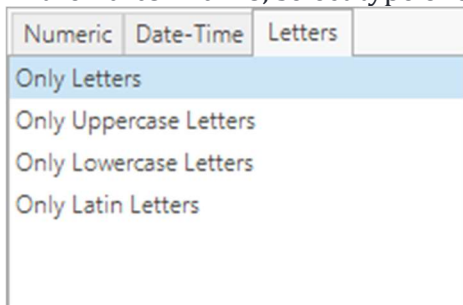 Numeric Date-Time Letters
Only Letters
Only Uppercase Letters
Only Lowercase Letters
Only Latin Letters